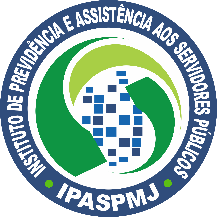 INSTITUTO DE PREVIDÊNCIA E ASSISTÊNCIA AOS SERVIDORES PÚBLICOS
IPASPMJ